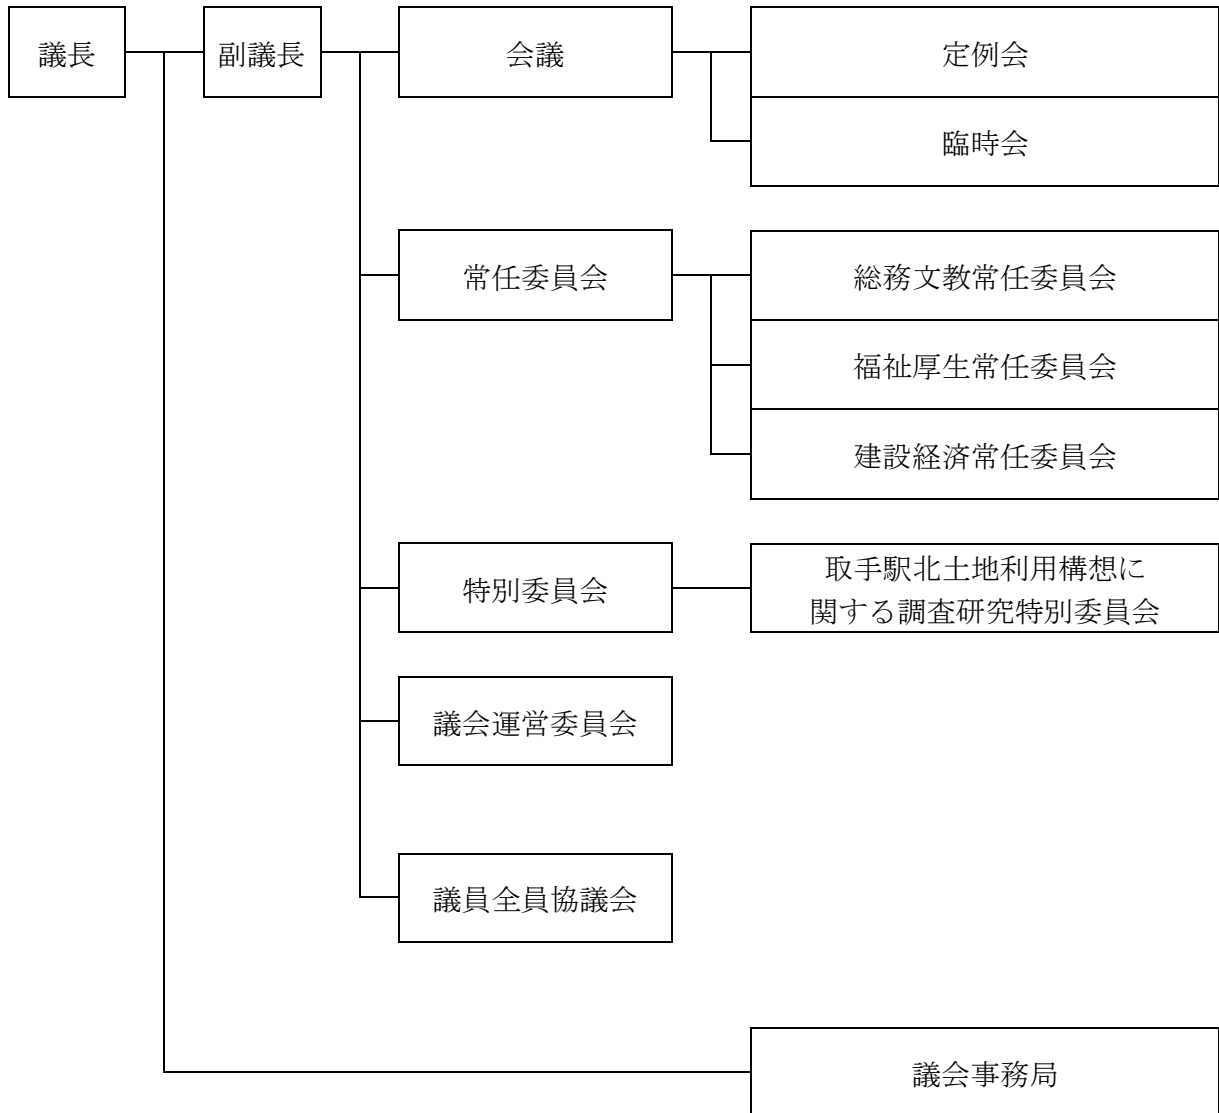 議長
副議長
会議
定例会
臨時会
常任委員会
総務文教常任委員会
福祉厚生常任委員会
建設経済常任委員会
特別委員会
取手駅北土地利用構想に
関する調査研究特別委員会
議会運営委員会
議員全員協議会
議会事務局